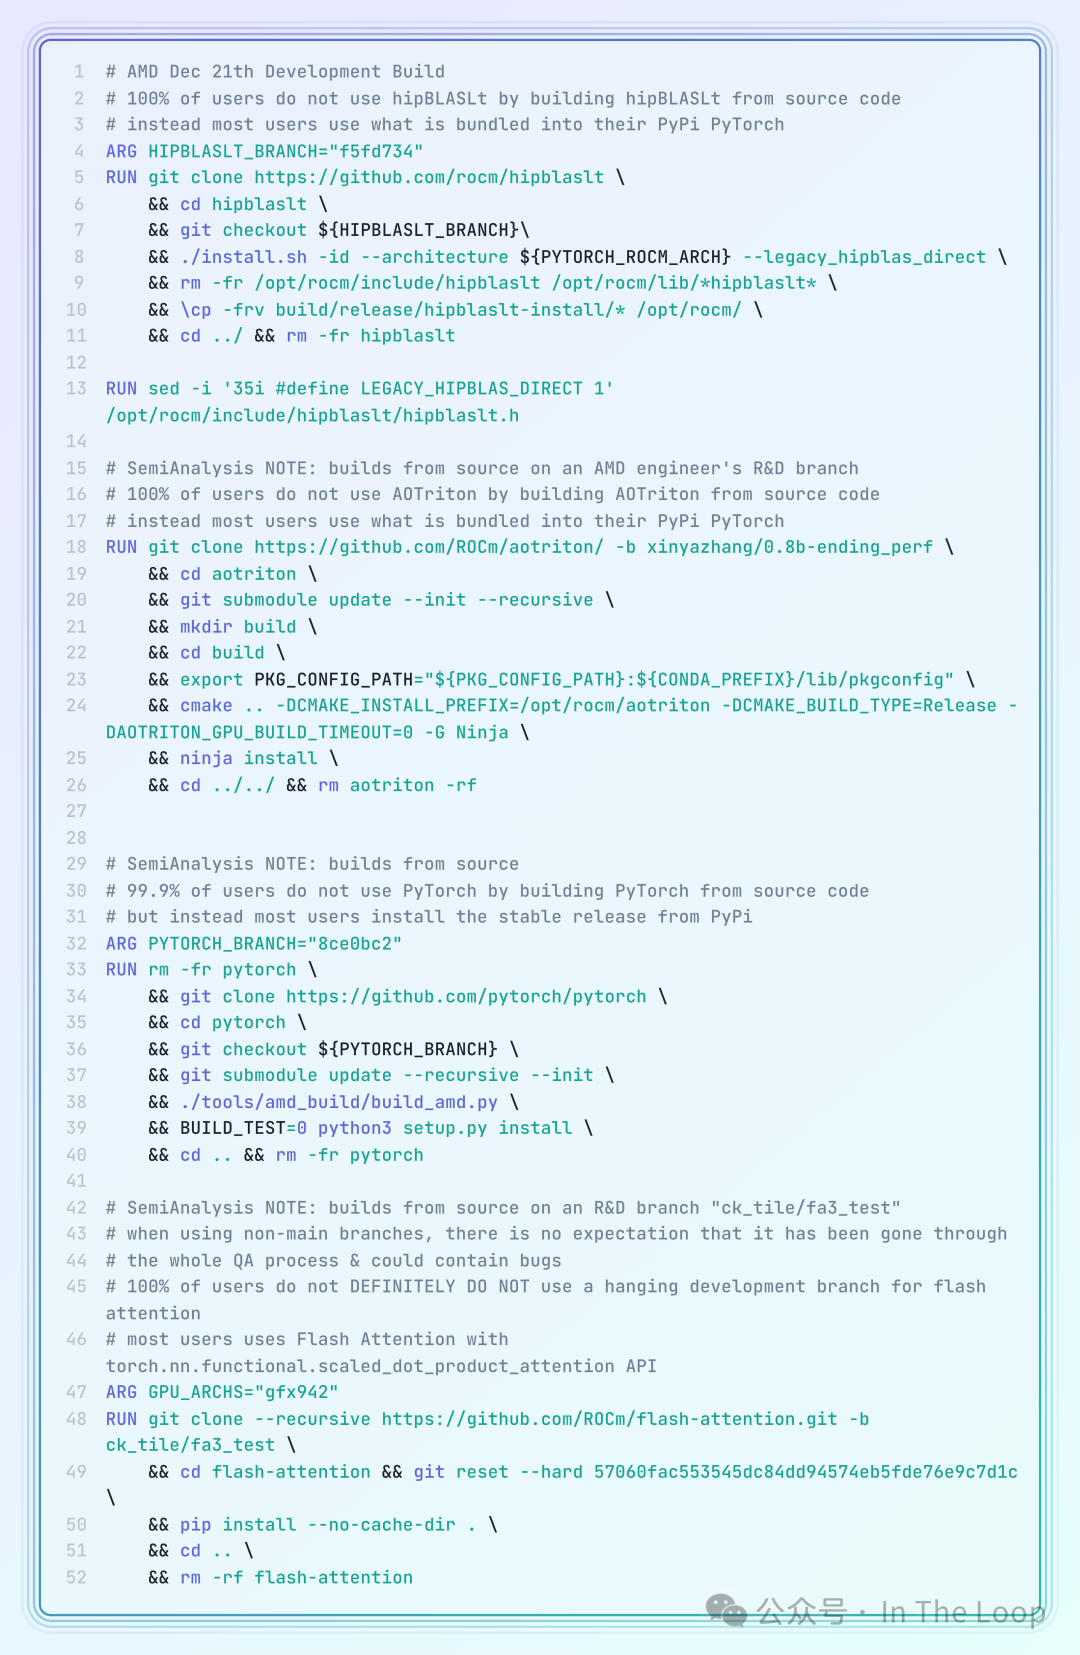 1 # AMD Dec 21th Development Build
2 # 100% of users do not use hipBLASLt by building hipBLASLt from source code
3 # instead most users use what is bundled into their PyPi PyTorch
4 ARG HIPBLASLT_BRANCH="f5fd734"
5 RUN git clone https://github.com/rocm/hipblaslt \
6     && cd hipblaslt \
7     && git checkout ${HIPBLASLT_BRANCH}\
8     && ./install.sh -id --architecture ${PYTORCH_ROCM_ARCH} --legacy_hipblas_direct \
9     && rm -fr /opt/rocm/include/hipblaslt /opt/rocm/lib/*hipblaslt* \
10     && \cp -frv build/release/hipblaslt-install/* /opt/rocm/ \
11     && cd ../ && rm -fr hipblaslt
12
13 RUN sed -i '35i #define LEGACY_HIPBLAS_DIRECT 1'
/opt/rocm/include/hipblaslt/hipblaslt.h
14
15 # SemiAnalysis NOTE: builds from source on an AMD engineer's R&D branch
16 # 100% of users do not use AOTriton by building AOTriton from source code
17 # instead most users use what is bundled into their PyPi PyTorch
18 RUN git clone https://github.com/ROCm/aotriton/ -b xinyazhang/0.8b-ending_perf \
19     && cd aotriton \
20     && git submodule update --init --recursive \
21     && mkdir build \
22     && cd build \
23     && export PKG_CONFIG_PATH="${PKG_CONFIG_PATH}:${CONDA_PREFIX}/lib/pkgconfig" \
24     && cmake .. -DCMAKE_INSTALL_PREFIX=/opt/rocm/aotriton -DCMAKE_BUILD_TYPE=Release -
DAOTRITON_GPU_BUILD_TIMEOUT=0 -G Ninja \
25     && ninja install \
26     && cd ../../ && rm aotriton -rf
27
28
29 # SemiAnalysis NOTE: builds from source
30 # 99.9% of users do not use PyTorch by building PyTorch from source code
31 # but instead most users install the stable release from PyPi
32 ARG PYTORCH_BRANCH="8ce0bc2"
33 RUN rm -fr pytorch \
34     && git clone https://github.com/pytorch/pytorch \
35     && cd pytorch \
36     && git checkout ${PYTORCH_BRANCH} \
37     && git submodule update --recursive --init \
38     && ./tools/amd_build/build_amd.py \
39     && BUILD_TEST=0 python3 setup.py install \
40     && cd .. && rm -fr pytorch
41
42 # SemiAnalysis NOTE: builds from source on an R&D branch "ck_tile/fa3_test"
43 # when using non-main branches, there is no expectation that it has been gone through
44 # the whole QA process & could contain bugs
45 # 100% of users do not DEFINITELY DO NOT use a hanging development branch for flash
attention
46 # most users uses Flash Attention with
torch.nn.functional.scaled_dot_product_attention API
47 ARG GPU_ARCHS="gfx942"
48 RUN git clone --recursive https://github.com/ROCm/flash-attention.git -b
ck_tile/fa3_test \
49     && cd flash-attention && git reset --hard 57060fac553545dc84dd94574eb5fde76e9c7d1c
\
50     && pip install --no-cache-dir . \
51     && cd .. \
52     && rm -rf flash-attention
公众号 · In The Loop